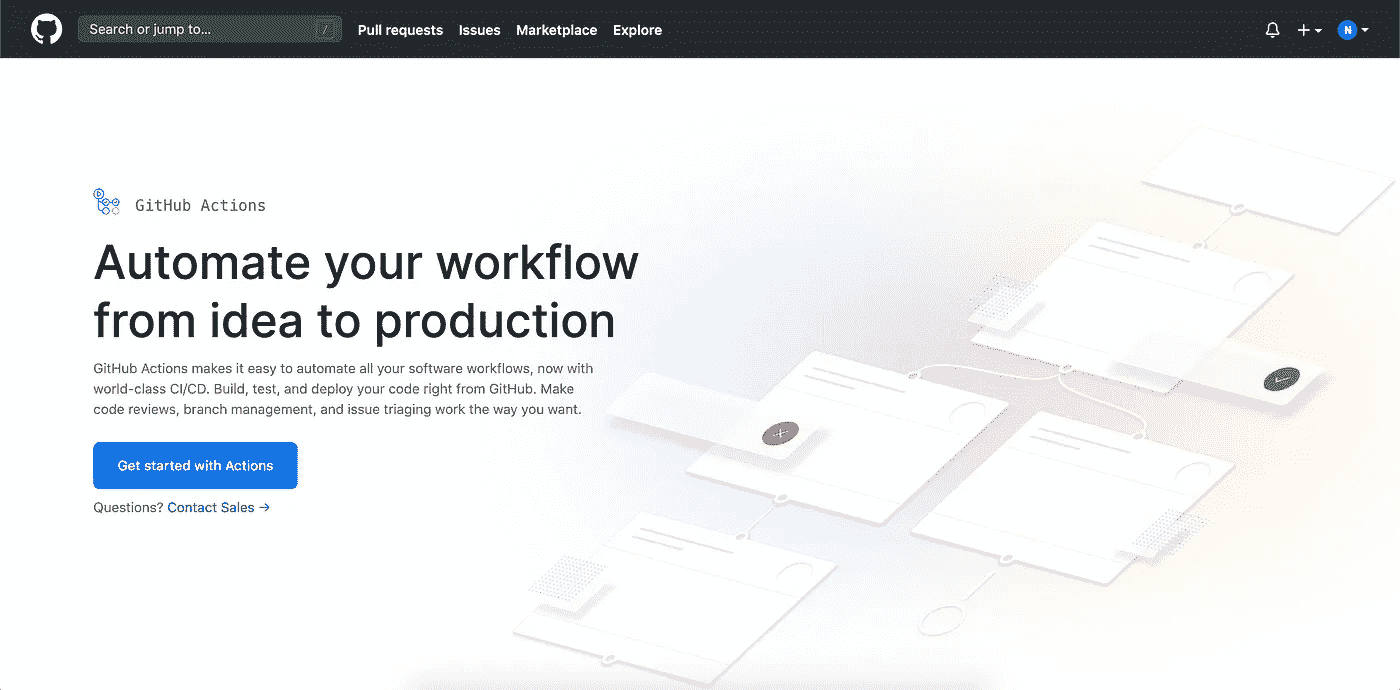 Search or jump to... /
Pull requests
Issues
Marketplace
Explore
N
GitHub Actions
Automate your workflow
from idea to production
GitHub Actions makes it easy to automate all your software workflows, now with
world-class CI/CD. Build, test, and deploy your code right from GitHub. Make
code reviews, branch management, and issue triaging work the way you want.
Get started with Actions
Questions? Contact Sales →